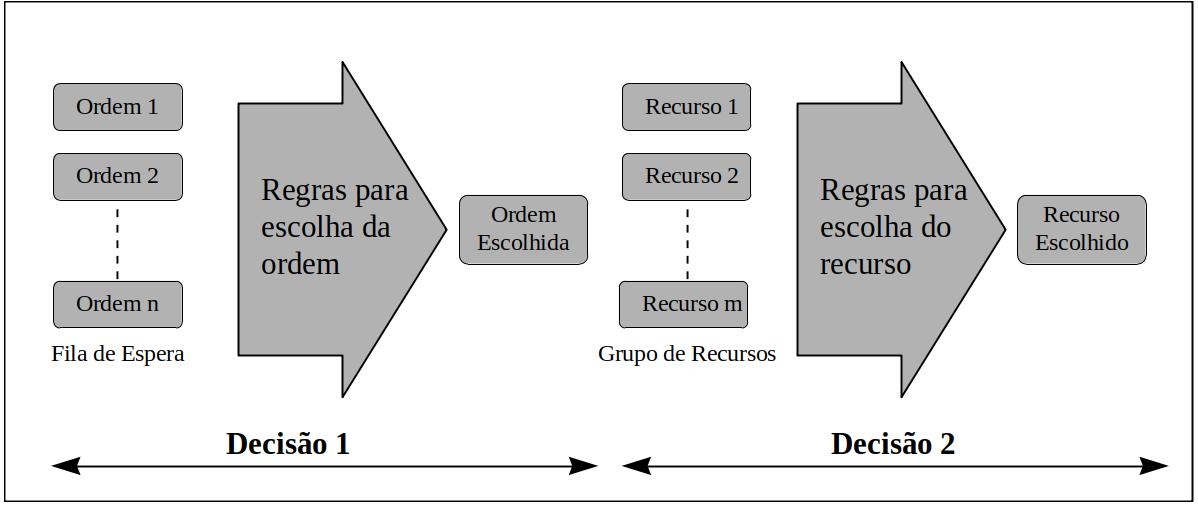 Ordem 1
Ordem 2
Ordem n
Fila de Espera
Regras para
escolha da
ordem
Ordem
Escolhida
Decisão 1
Recurso 1
Recurso 2
Recurso m
Grupo de Recursos
Regras para
escolha do
recurso
Recurso
Escolhido
Decisão 2